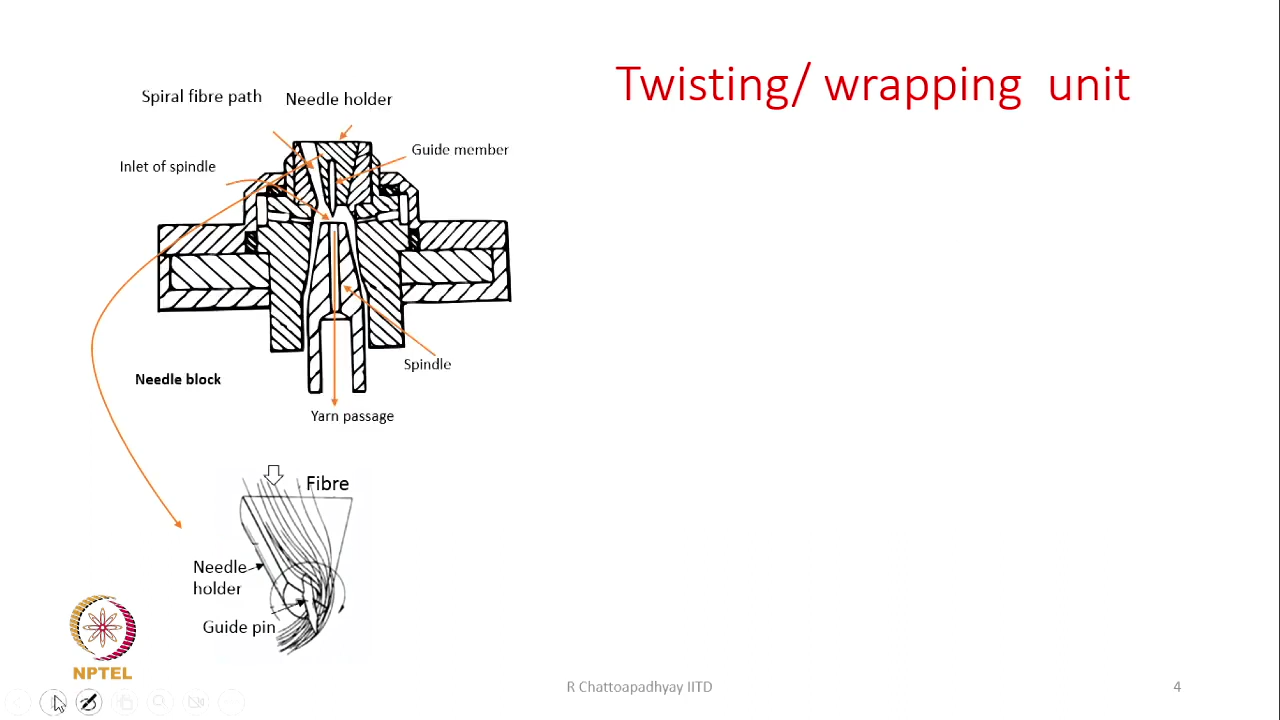 Twisting/ wrapping unit
Spiral fibre path
Needle holder
Guide member
Inlet of spindle
Spindle
Needle block
Yarn passage
Fibre
Needle
holder
Guide pin
NPTEL
R Chattoapadhyay IITD
4